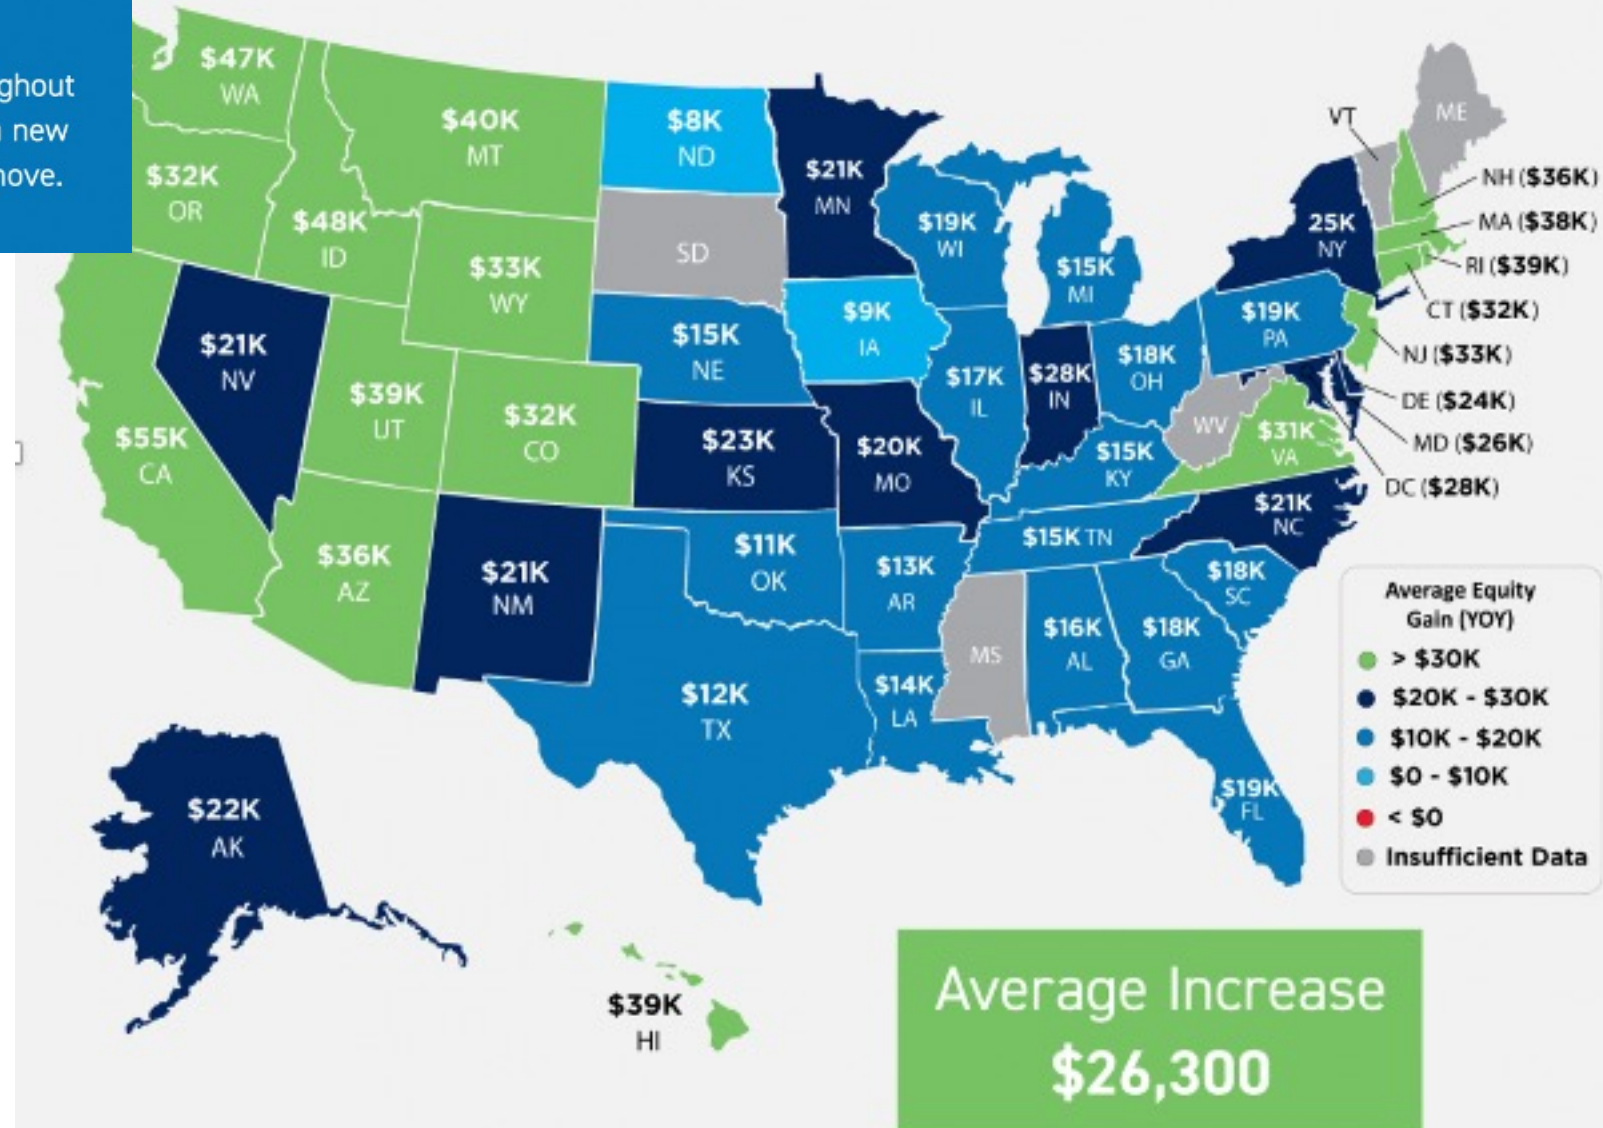 ghout
new
nove.
$47K
WA
$40K
MT
$8K
ND
$21K
MN
VT
ME
$32K
OR
$48K
ID
$33K
WY
SD
$19K
WI
$15K
MI
25K
NY
NH ($36K)
MA ($38K)
RI ($39K)
CT ($32K)
NJ ($33K)
DE ($24K)
MD ($26K)
DC ($28K)
$21K
NV
$39K
UT
$32K
CO
$15K
NE
$9K
IA
$17K
IL
$28K
IN
$18K
OH
$19K
PA
WV
$31K
VA
$55K
CA
$23K
KS
$20K
MO
$15K
KY
$21K
NC
$36K
AZ
$21K
NM
$11K
OK
$13K
AR
$15K TN
$18K
SC
$12K
TX
$14K
LA
MS
$16K
AL
$18K
GA
$19K
FL
$22K
AK
$39K
HI
Average Equity
Gain (YOY)
> $30K
$20K - $30K
$10K - $20K
$0 - $10K
< $0
Insufficient Data
Average Increase
$26,300